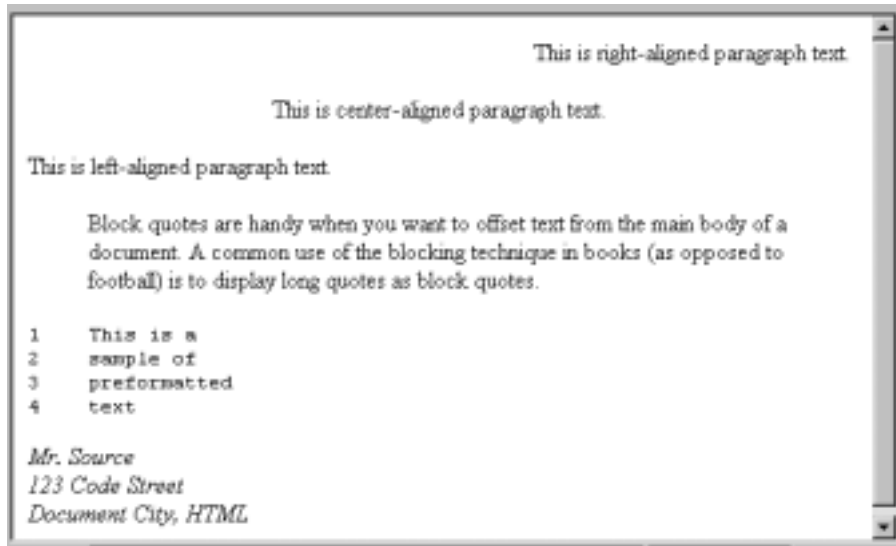 This is right-aligned paragraph text.
This is center-aligned paragraph text.
This is left-aligned paragraph text.
Block quotes are handy when you want to offset text from the main body of a
document. A common use of the blocking technique in books (as opposed to
football) is to display long quotes as block quotes.
1 This is a
2 sample of
3 preformatted
4 text
Mr. Source
123 Code Street
Document City, HTML